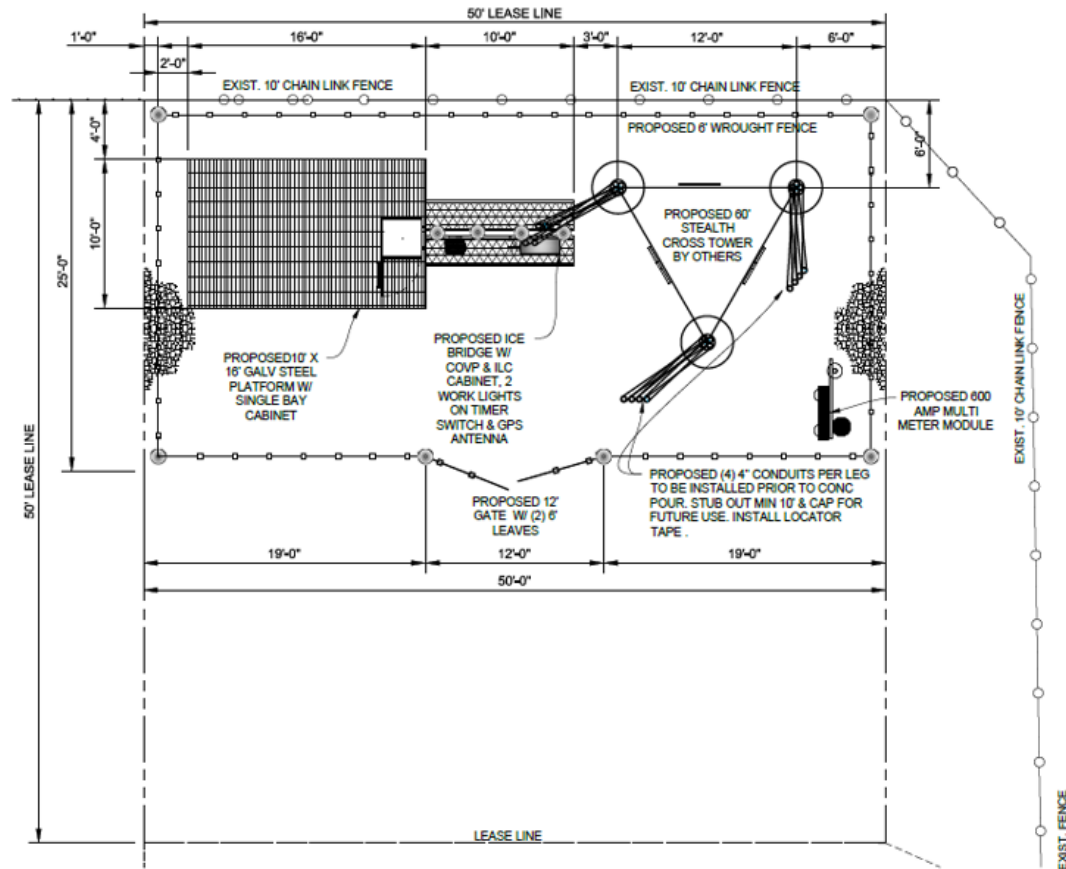 50' LEASE LINE
1'-0"
16'-0"
10'-0"
3'-0"
12'-0"
6'-0"
2'-0"
EXIST. 10' CHAIN LINK FENCE
EXIST. 10' CHAIN LINK FENCE
4'-0"
PROPOSED 6' WROUGHT FENCE
6'-0"
10'-0"
25'-0"
PROPOSED 60'
STEALTH
CROSS TOWER
BY OTHERS
PROPOSED10' X
16' GALV STEEL
PLATFORM W/
SINGLE BAY
CABINET
PROPOSED ICE
BRIDGE W/
COVP & ILC
CABINET, 2
WORK LIGHTS
ON TIMER
SWITCH & GPS
ANTENNA
PROPOSED 600
AMP MULTI
METER MODULE
EXIST. 10' CHAIN LINK FENCE
50' LEASE LINE
PROPOSED 12'
GATE W/ (2) 6'
LEAVES
PROPOSED (4) 4" CONDUITS PER LEG
TO BE INSTALLED PRIOR TO CONC
POUR. STUB OUT MIN 10' & CAP FOR
FUTURE USE. INSTALL LOCATOR
TAPE .
19'-0"
12'-0"
19'-0"
50'-0"
LEASE LINE
EXIST. FENCE